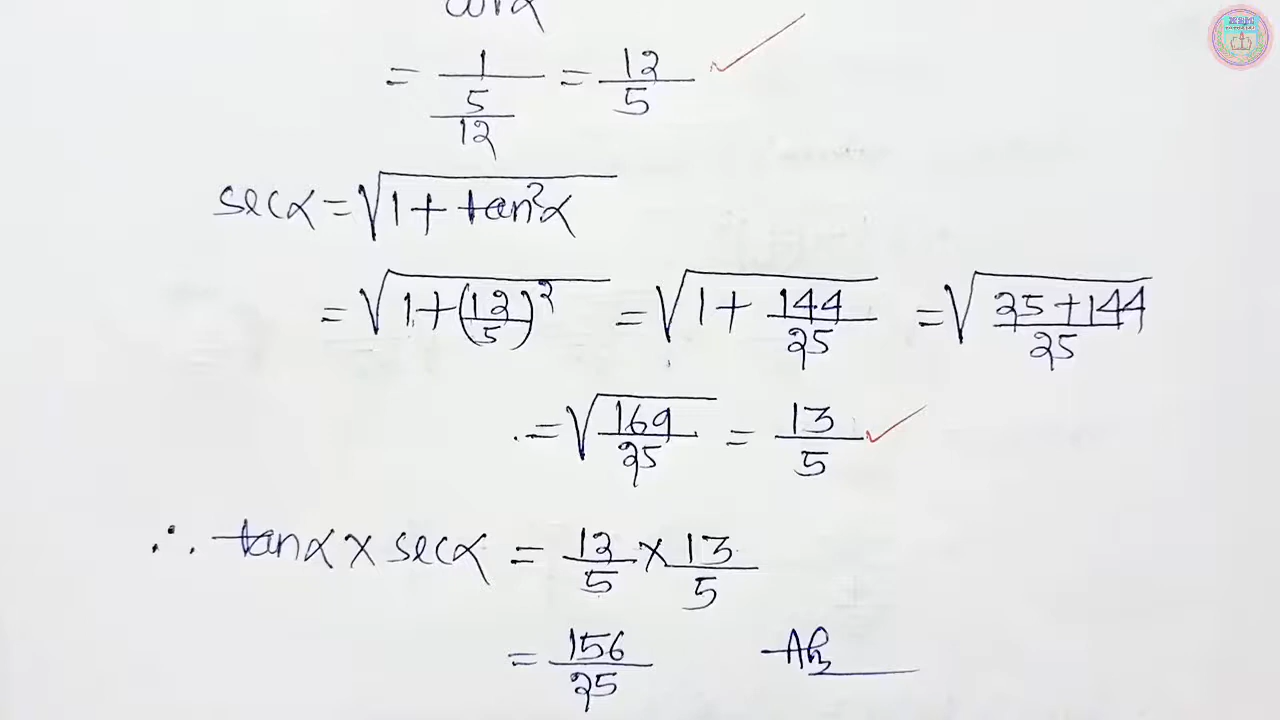 cotα
= 1/(5/12) = 12/5 ✓
secα = √(1 + tan²α)
= √(1+(12/5)²) = √(1 + 144/25) = √((25+144)/25)
= √(169/25) = 13/5 ✓
∴ tanα × secα = 12/5 × 13/5
= 156/25